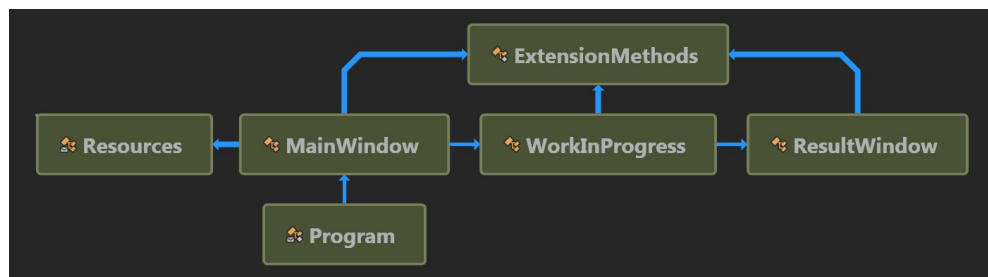 ExtensionMethods
Resources
MainWindow
WorkInProgress
ResultWindow
Program